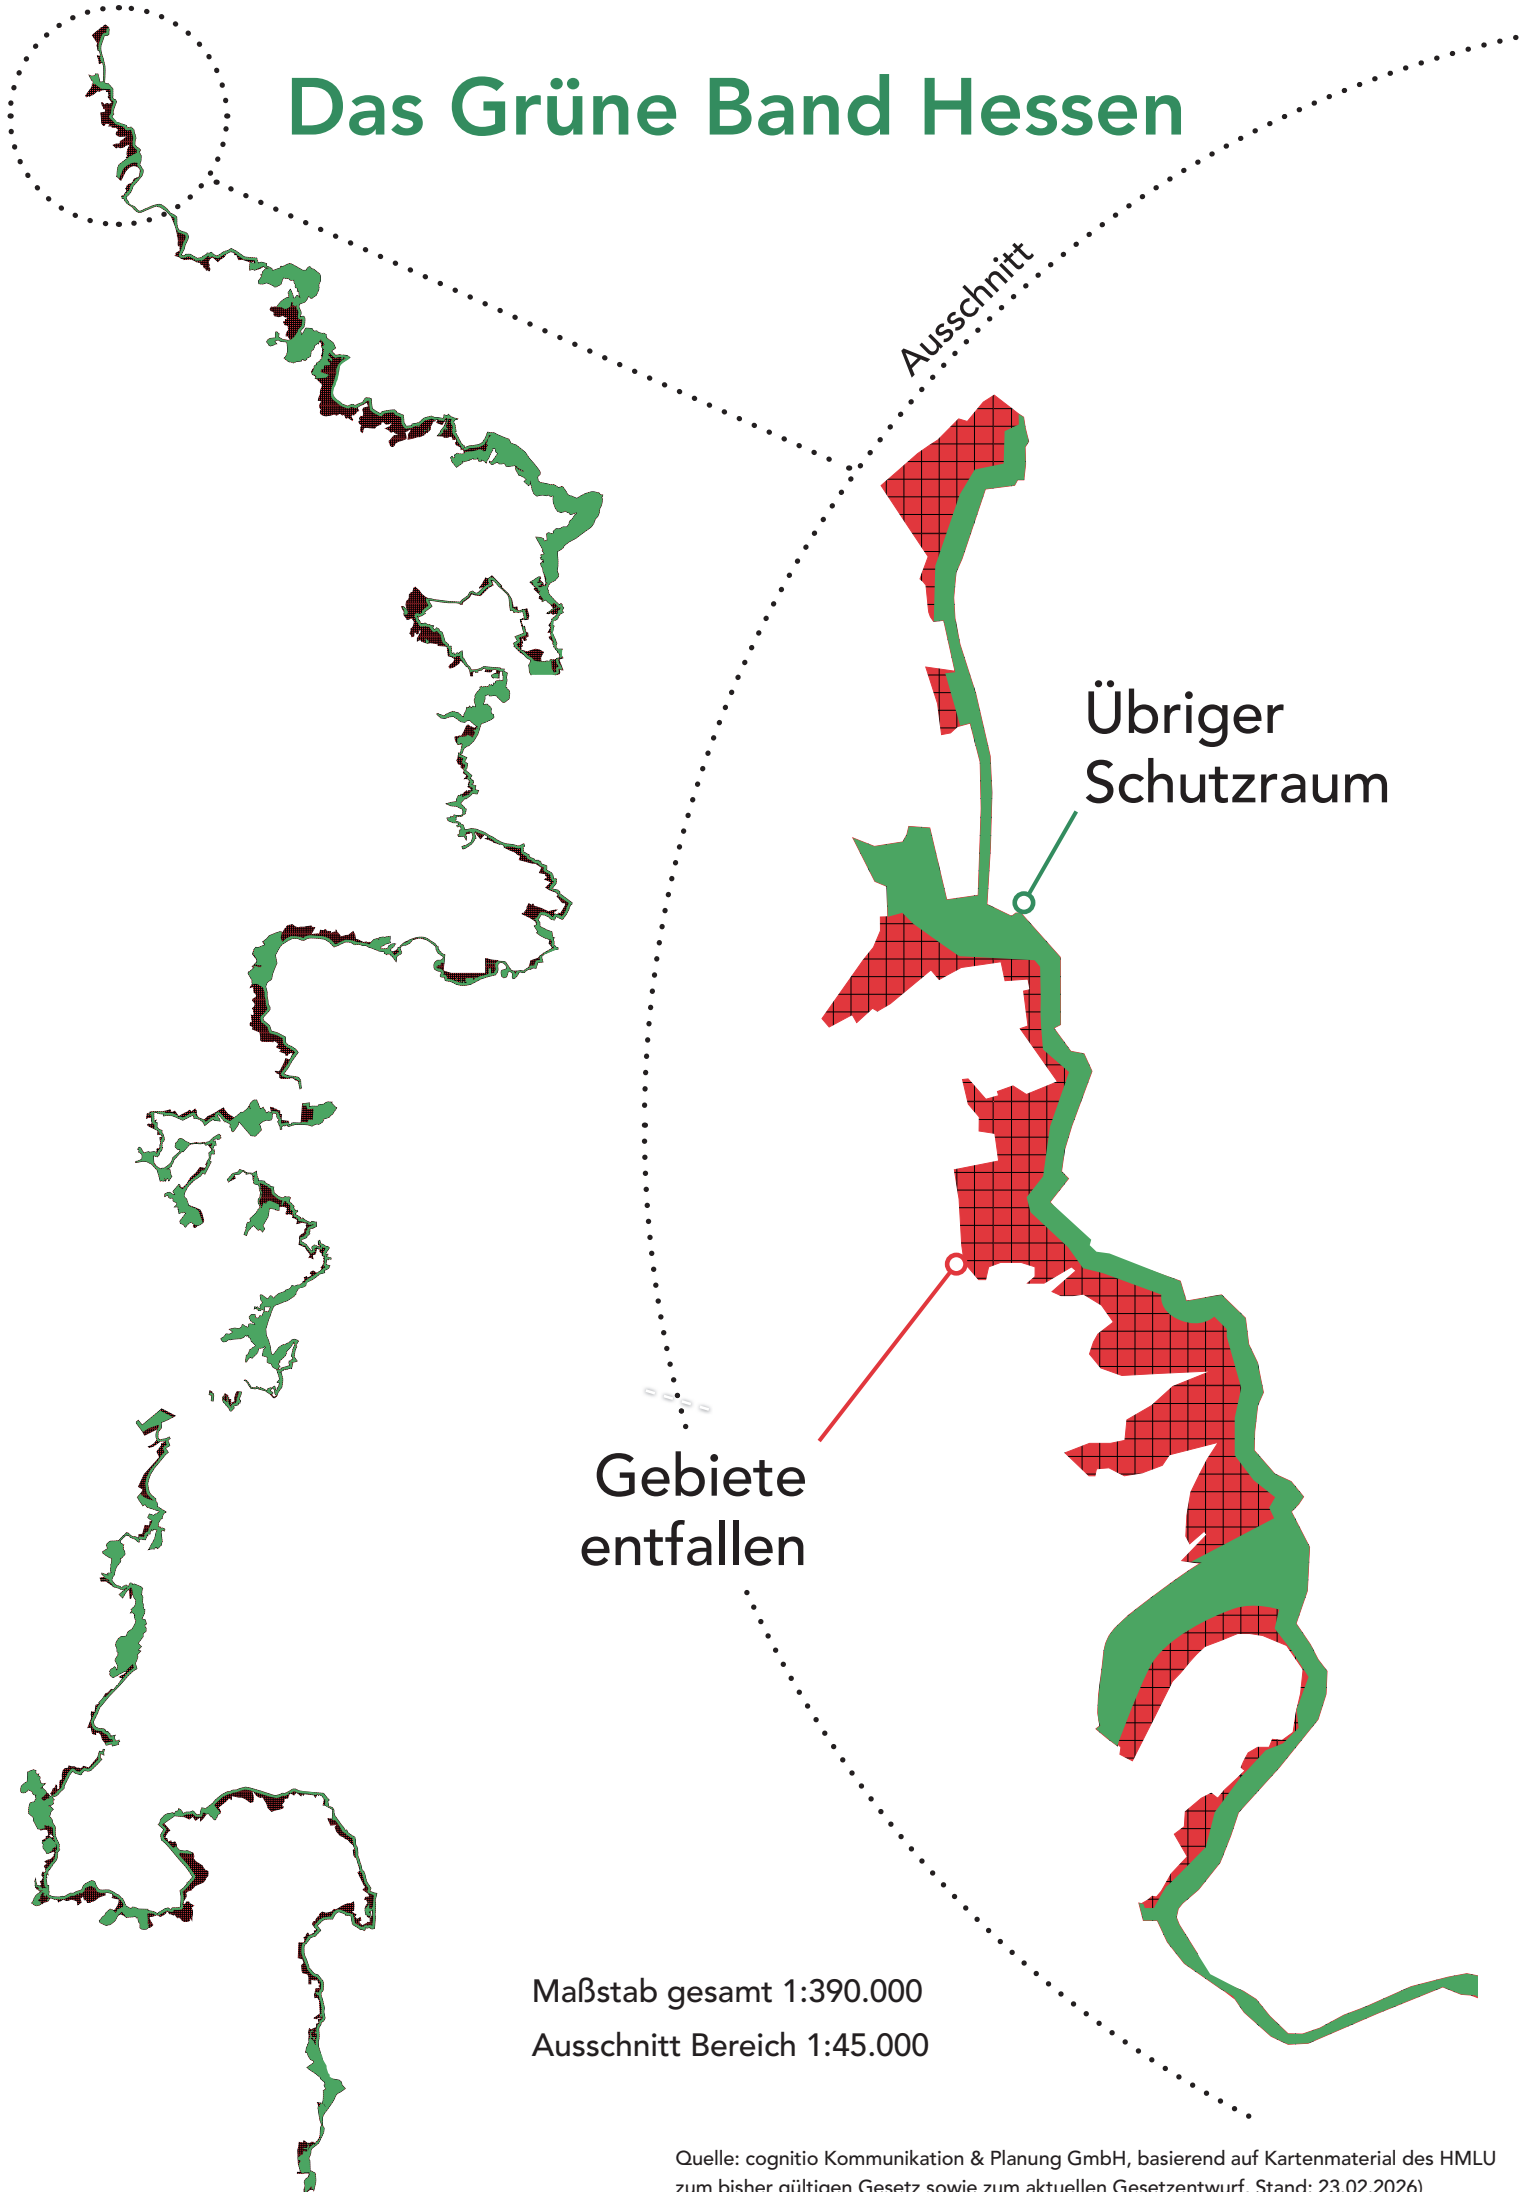 Das Grüne Band Hessen
Ausschnitt
Übriger
Schutzraum
Gebiete
entfallen
Maßstab gesamt 1:390.000
Ausschnitt Bereich 1:45.000
Quelle: cognitio Kommunikation & Planung GmbH, basierend auf Kartenmaterial des HMLU
zum bisher gültigen Gesetz sowie zum aktuellen Gesetzentwurf, Stand: 23.02.2026)